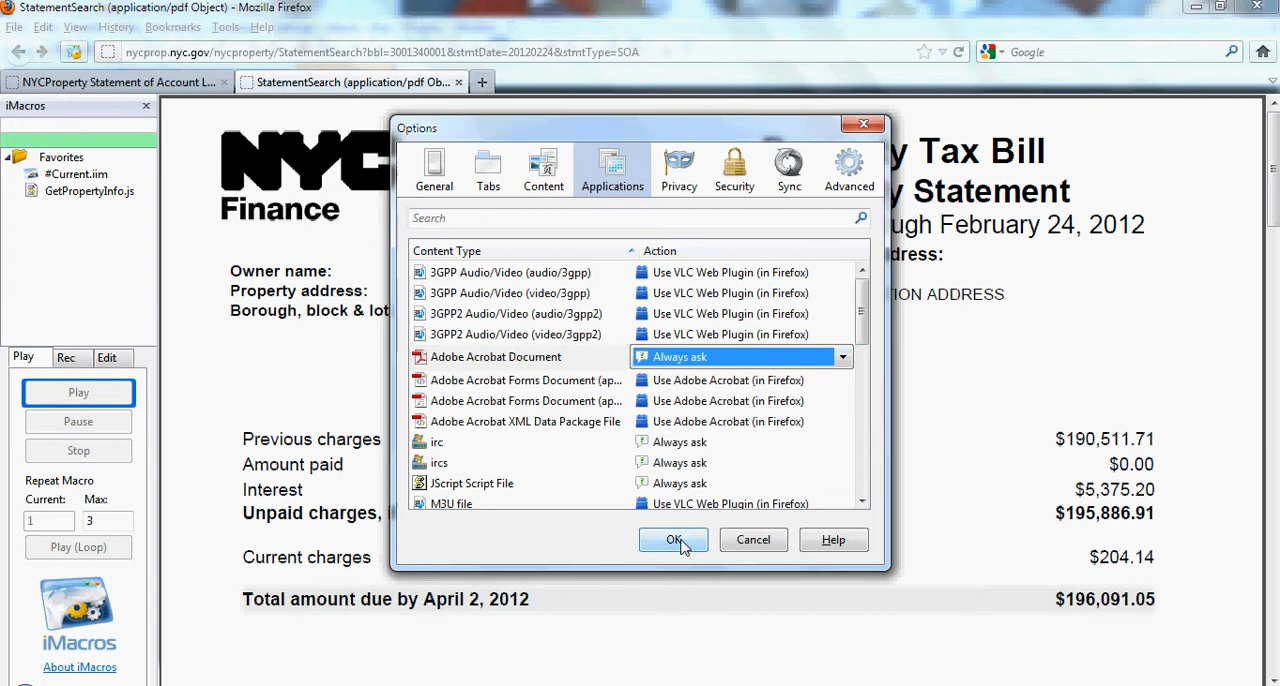 StatementSearch (application/pdf Object) - Mozilla Firefox
File Edit View History Bookmarks Tools Help
nycprop.nyc.gov/nycproperty/StatementSearch?bbl=3001340001&stmtDate=20120224&stmtType=SOA
Google
NYCProperty Statement of Account L...
StatementSearch (application/pdf Ob...
iMacros
Favorites
#Current.iim
GetPropertyInfo.js
Play Rec Edit
Play
Pause
Stop
Repeat Macro
Current: Max:
1 3
Play (Loop)
iMacros
About iMacros
NYC
Finance
y Tax Bill
y Statement
ugh February 24, 2012
Owner name:
dress:
Property address:
ION ADDRESS
Borough, block & lot
Previous charges $190,511.71
Amount paid $0.00
Interest $5,375.20
Unpaid charges, i $195,886.91
Current charges $204.14
Total amount due by April 2, 2012 $196,091.05
Options
General Tabs Content Applications Privacy Security Sync Advanced
Search
Content Type Action
3GPP Audio/Video (audio/3gpp) Use VLC Web Plugin (in Firefox)
3GPP Audio/Video (video/3gpp) Use VLC Web Plugin (in Firefox)
3GPP2 Audio/Video (audio/3gpp2) Use VLC Web Plugin (in Firefox)
3GPP2 Audio/Video (video/3gpp2) Use VLC Web Plugin (in Firefox)
Adobe Acrobat Document Always ask
Adobe Acrobat Forms Document (ap... Use Adobe Acrobat (in Firefox)
Adobe Acrobat Forms Document (ap... Use Adobe Acrobat (in Firefox)
Adobe Acrobat XML Data Package File Use Adobe Acrobat (in Firefox)
irc Always ask
ircs Always ask
JScript Script File Always ask
M3U file Use VLC Web Plugin (in Firefox)
OK Cancel Help